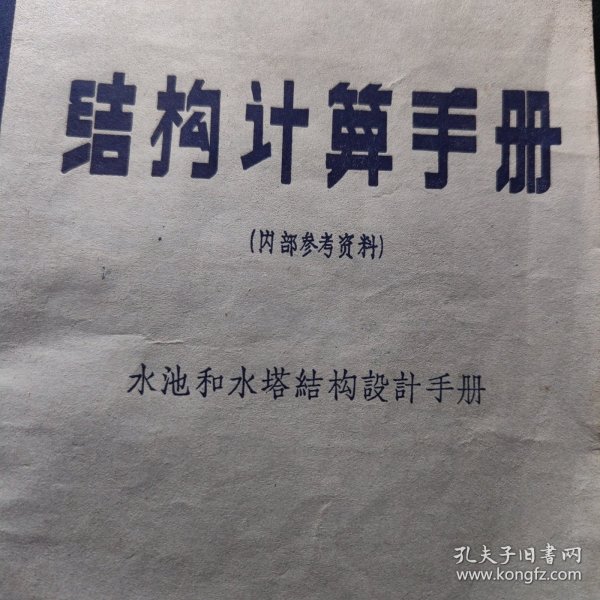 结构计算手册
(内部参考资料)
水池和水塔結构設計手册
孔夫子旧书网
www.kongfz.com